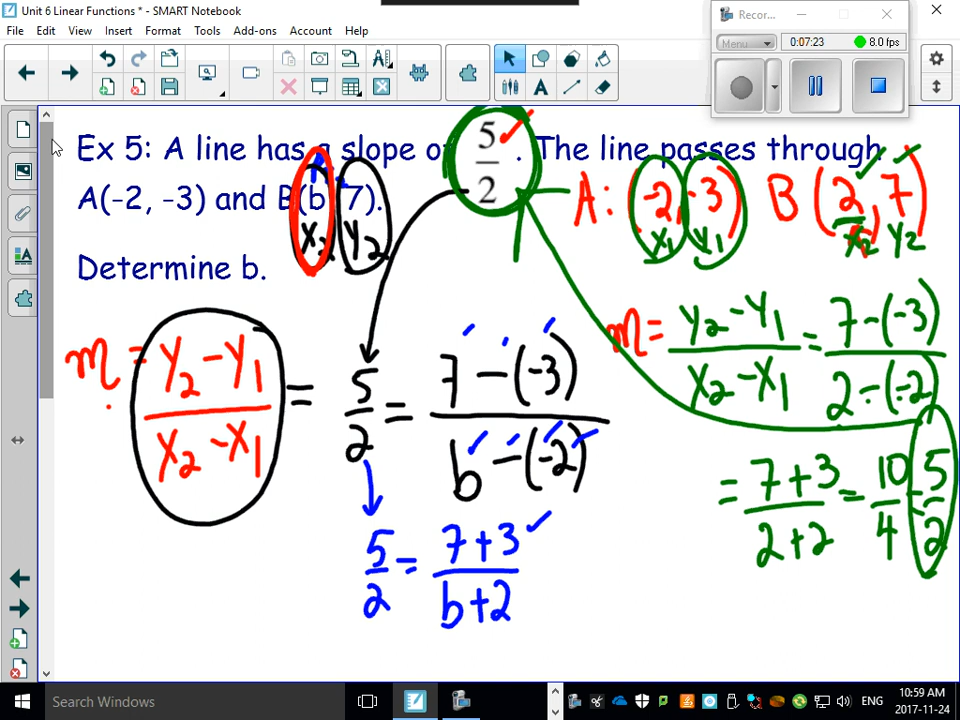 Unit 6 Linear Functions * - SMART Notebook
File Edit View Insert Format Tools Add-ons Account Help
Recor...
Menu 0:07:23 8.0 fps
Ex 5: A line has a slope of 5/2. The line passes through
A(-2, -3) and B(b, 7).
Determine b.
x2 y2
A: (-2, -3) B (2, 7)
x1 y1 x2 y2
m = y2 - y1 / x2 - x1 = 5/2 = 7 - (-3) / b - (-2)
5/2 = 7+3 / b+2
m = y2 - y1 / x2 - x1 = 7 - (-3) / 2 - (-2)
= 7+3 / 2+2 = 10/4 = 5/2
Search Windows
ENG
10:59 AM
2017-11-24